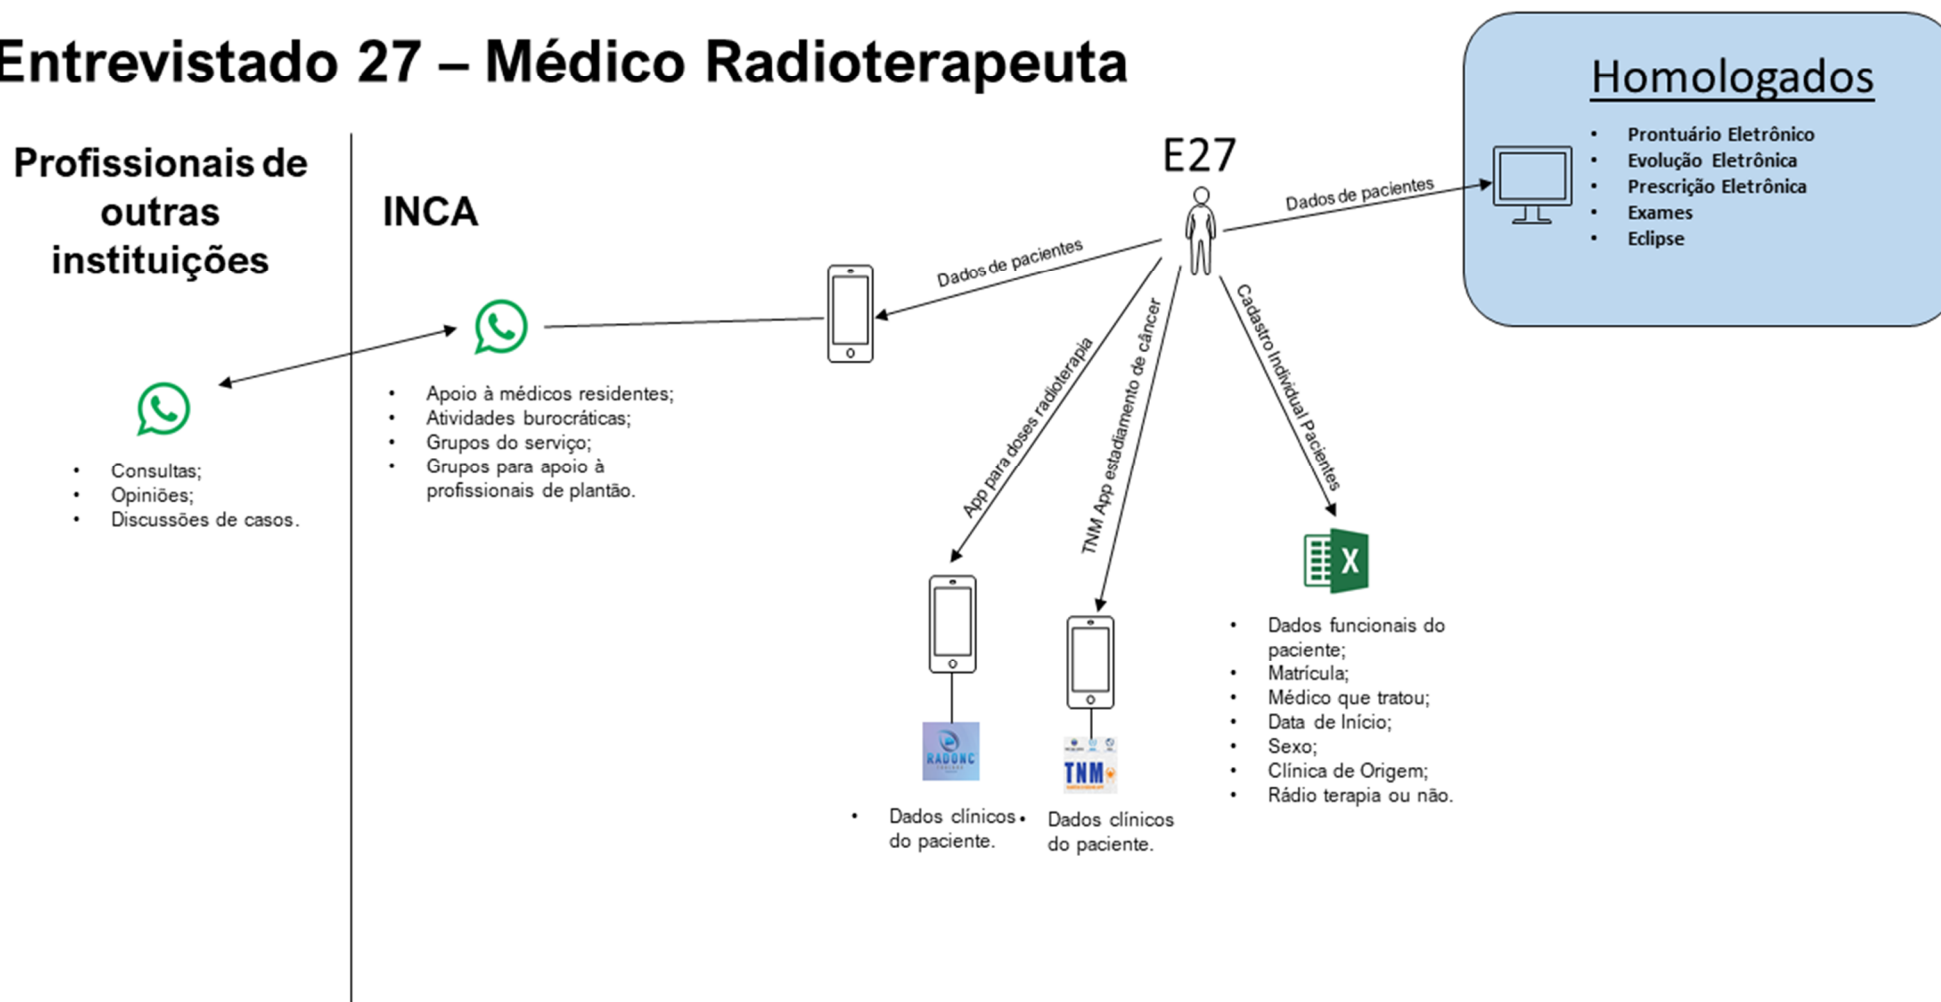 Entrevistado 27 – Médico Radioterapeuta
Homologados
• Prontuário Eletrônico
• Evolução Eletrônica
• Prescrição Eletrônica
• Exames
• Eclipse
Profissionais de
outras
instituições
INCA
E27
Dados de pacientes
Dados de pacientes
App para doses radioterapia
TNM App estadiamento de câncer
Cadastro Individual Pacientes
• Consultas;
• Opiniões;
• Discussões de casos.
• Apoio à médicos residentes;
• Atividades burocráticas;
• Grupos do serviço;
• Grupos para apoio à
profissionais de plantão.
RADONC
• Dados clínicos
do paciente.
TNM
• Dados clínicos
do paciente.
X
• Dados funcionais do
paciente;
• Matrícula;
• Médico que tratou;
• Data de Início;
• Sexo;
• Clínica de Origem;
• Rádio terapia ou não.